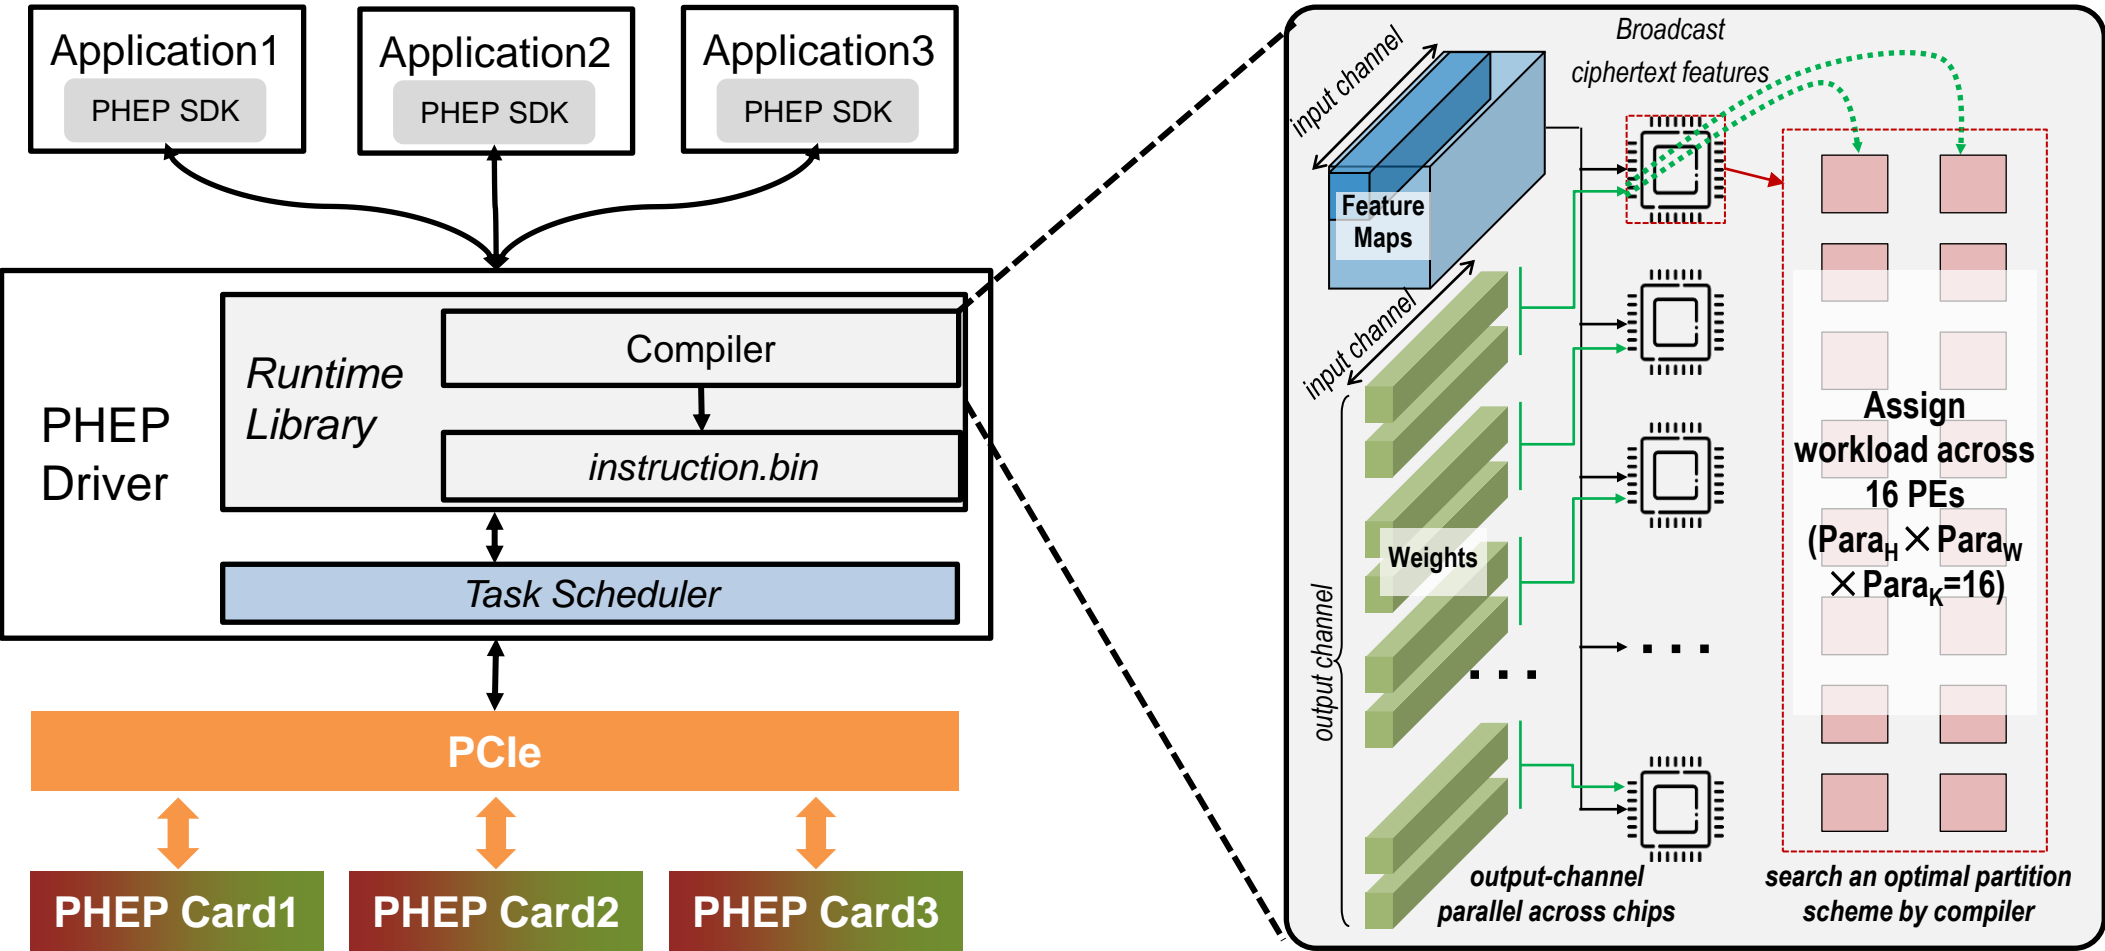 Application1
PHEP SDK
Application2
PHEP SDK
Application3
PHEP SDK
PHEP
Driver
Runtime
Library
Compiler
instruction.bin
Task Scheduler
PCIe
PHEP Card1
PHEP Card2
PHEP Card3
Broadcast
ciphertext features
input channel
Feature
Maps
input channel
output channel
Weights
...
...
Assign
workload across
16 PEs
(ParaH × ParaW
× ParaK=16)
output-channel
parallel across chips
search an optimal partition
scheme by compiler